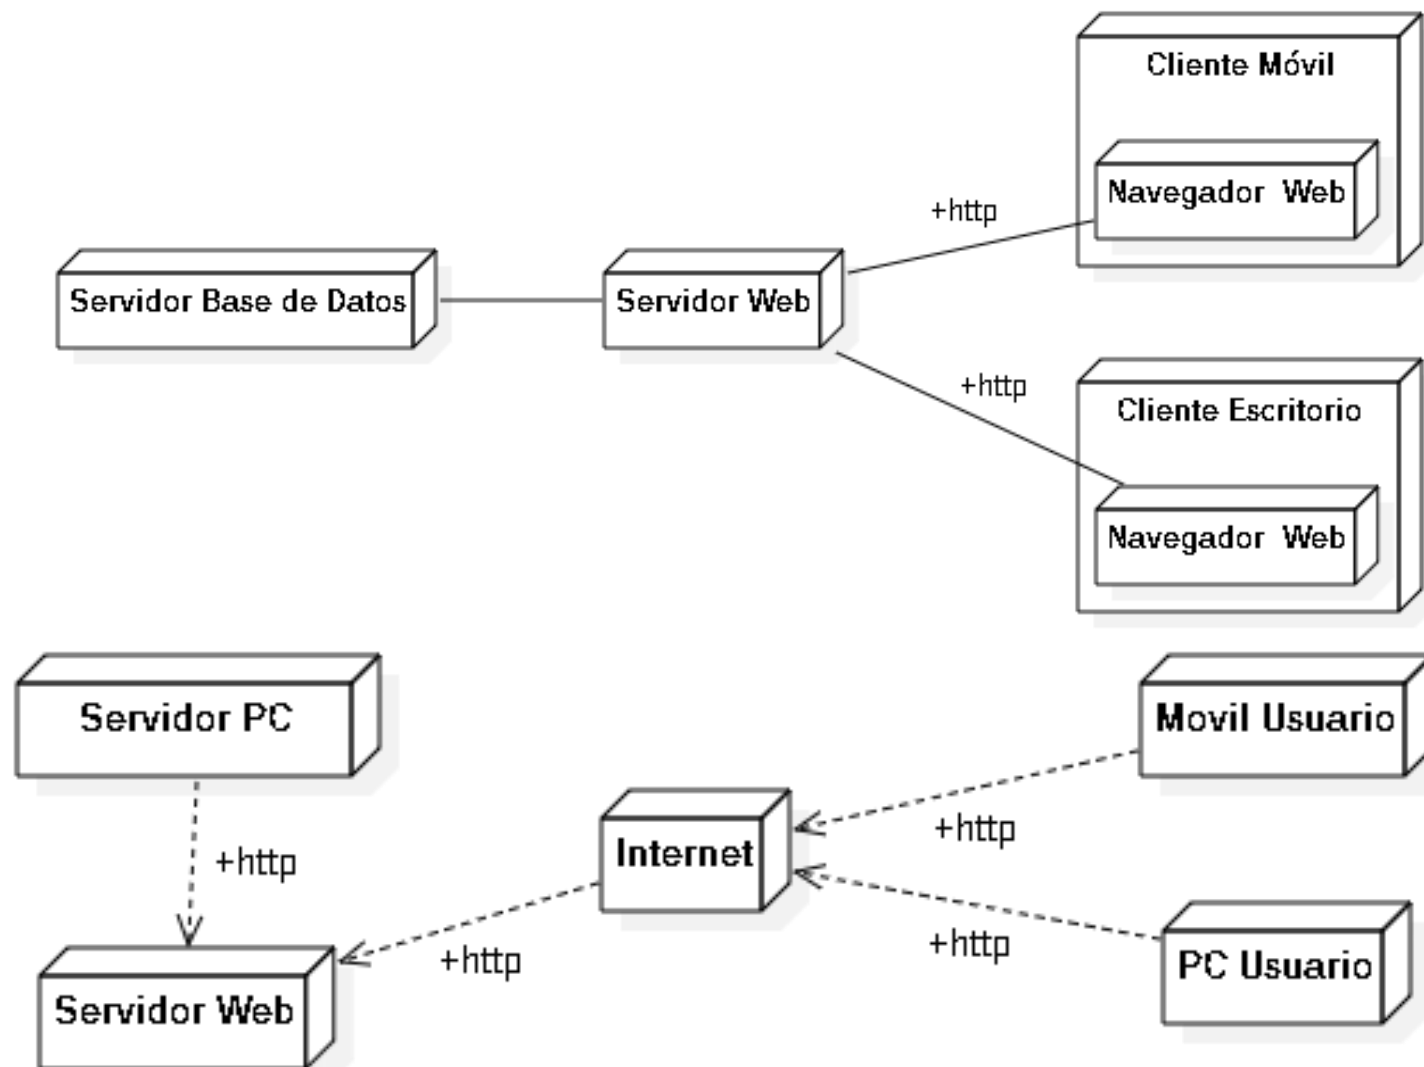 Cliente Móvil
Navegador Web
+http
Servidor Base de Datos
Servidor Web
+http
Cliente Escritorio
Navegador Web
Servidor PC
Movil Usuario
+http
Internet
+http
+http
+http
PC Usuario
Servidor Web